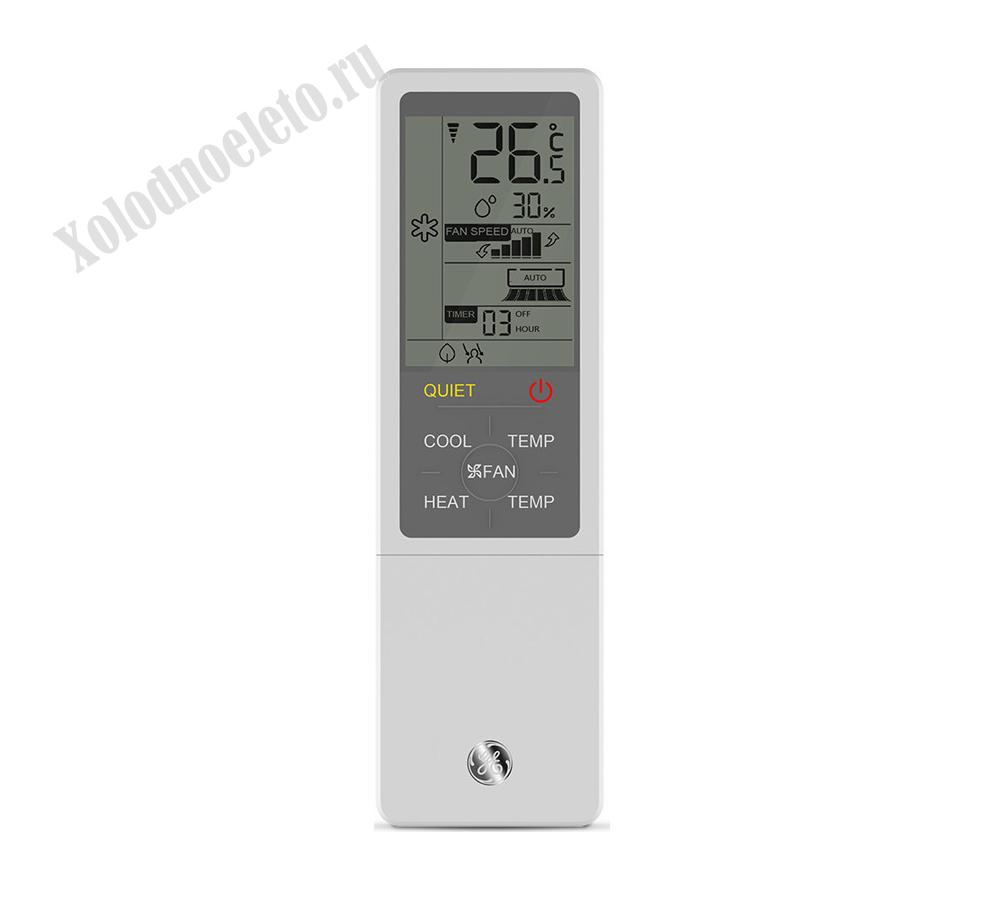 Xolodnoeleto.ru
26.5 °C
30%
FAN SPEED AUTO
AUTO
TIMER 03 OFF
HOUR
QUIET
COOL TEMP
FAN
HEAT TEMP
GE